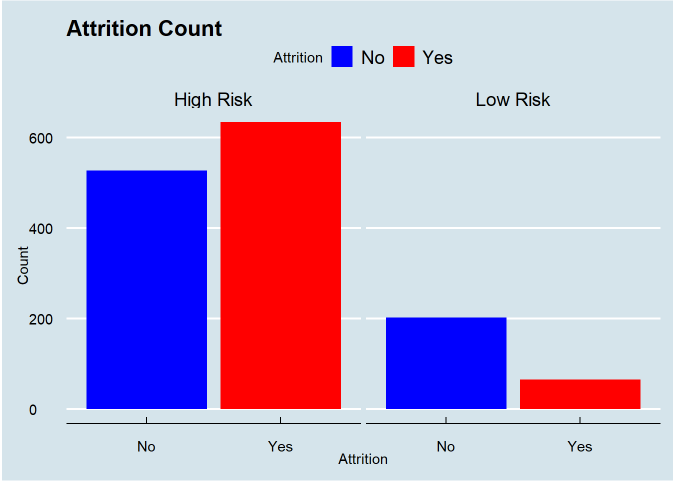 Attrition Count
Attrition No Yes
High Risk Low Risk
600
400
200
0
Count
No Yes No Yes
Attrition